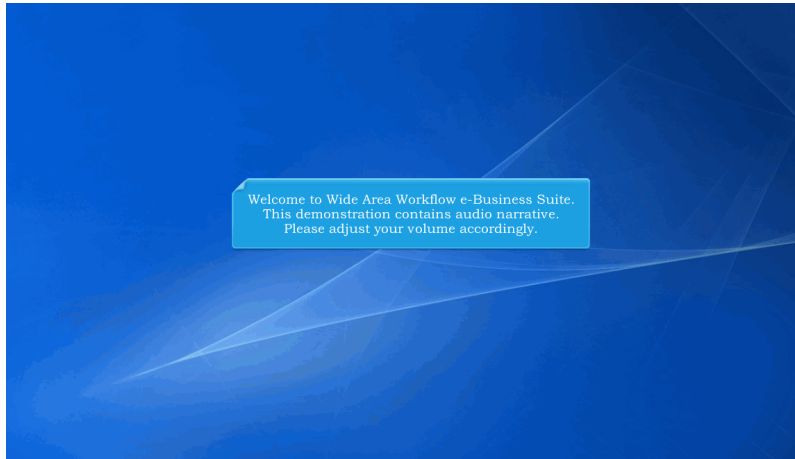 Welcome to Wide Area Workflow e-Business Suite.
This demonstration contains audio narrative.
Please adjust your volume accordingly.